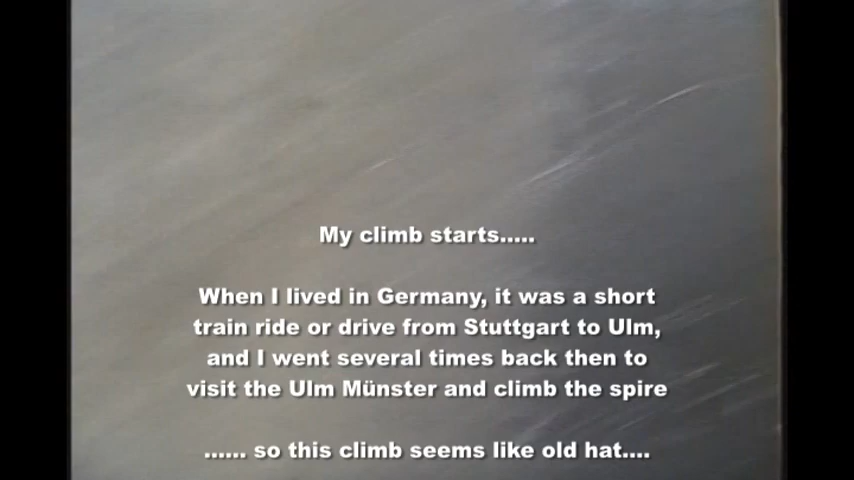 My climb starts.....
When I lived in Germany, it was a short
train ride or drive from Stuttgart to Ulm,
and I went several times back then to
visit the Ulm Münster and climb the spire
...... so this climb seems like old hat....